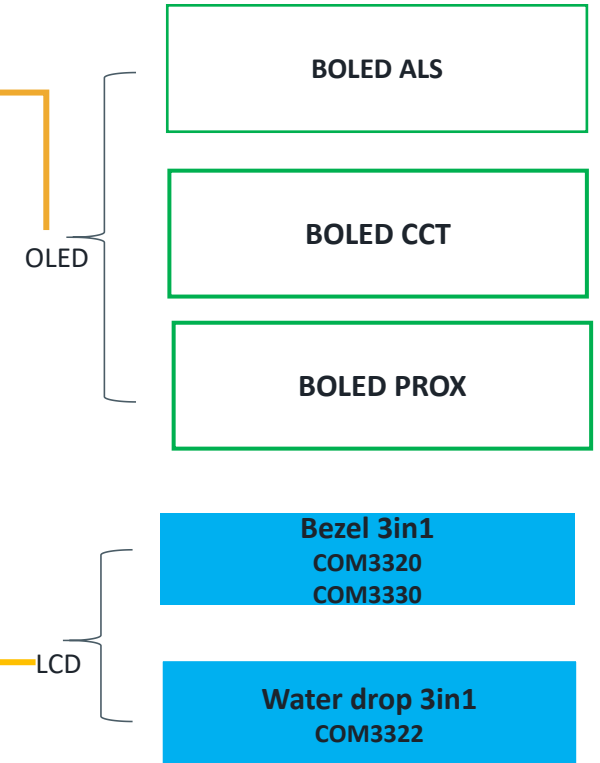 BOLED ALS
BOLED CCT
OLED
BOLED PROX
Bezel 3in1
COM3320
COM3330
LCD
Water drop 3in1
COM3322